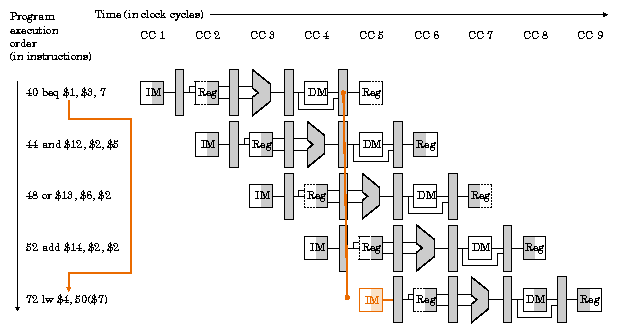 Time (in clock cycles)
Program
execution
order
(in instructions)
CC 1 CC 2 CC 3 CC 4 CC 5 CC 6 CC 7 CC 8 CC 9
40 beq $1, $3, 7
IM Reg DM Reg
44 and $12, $2, $5
IM Reg DM Reg
48 or $13, $6, $2
IM Reg DM Reg
52 add $14, $2, $2
IM Reg DM Reg
72 lw $4, 50($7)
IM Reg DM Reg